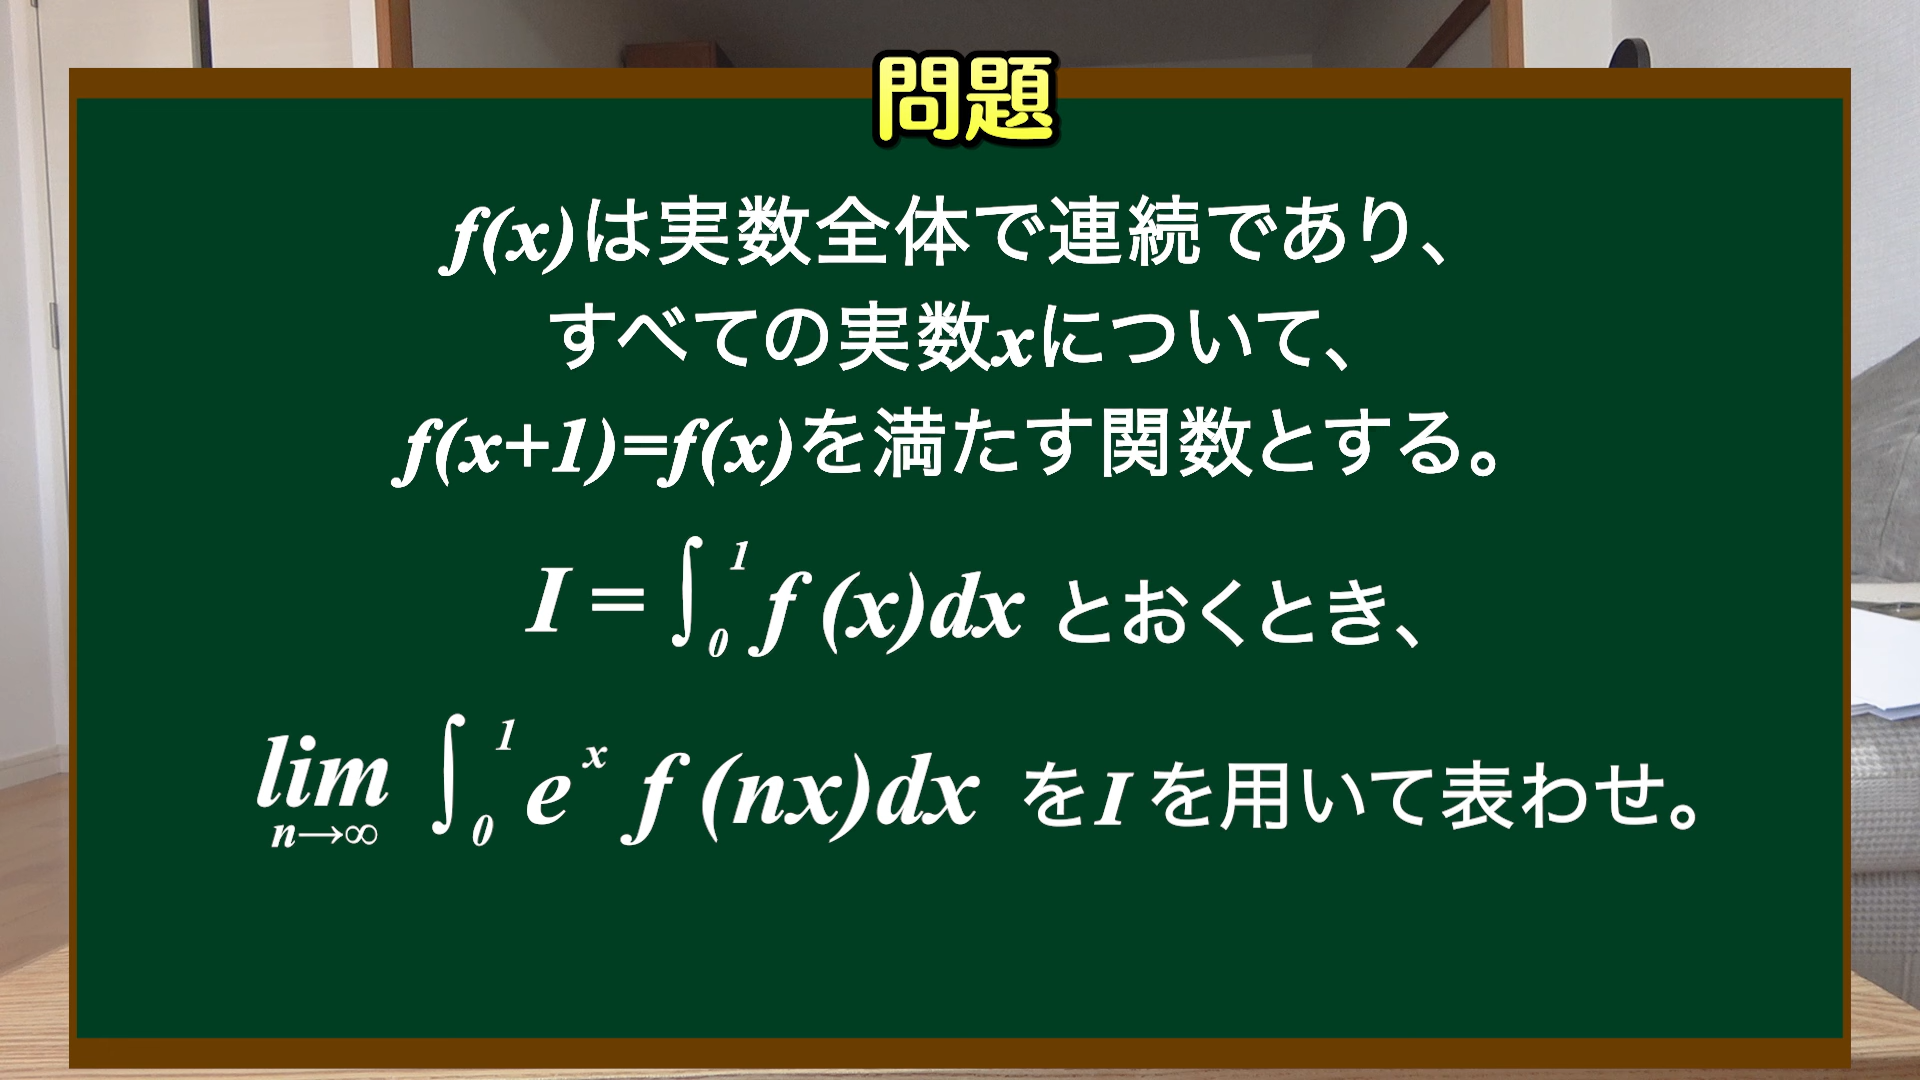 問題
f(x)は実数全体で連続であり、
すべての実数xについて、
f(x+1)=f(x)を満たす関数とする。
I = ∫₀¹ f (x)dx とおくとき、
lim n→∞ ∫₀¹ eˣ f (nx)dx をI を用いて表わせ。